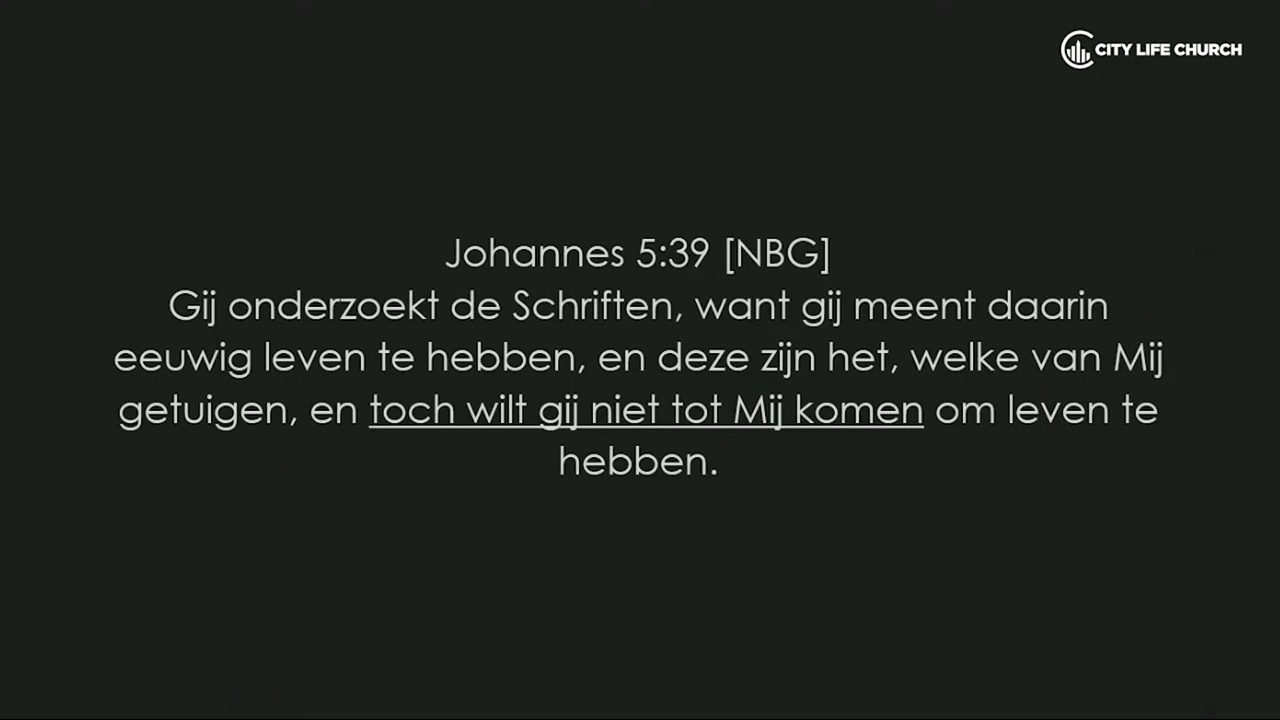 CITY LIFE CHURCH
Johannes 5:39 [NBG]
Gij onderzoekt de Schriften, want gij meent daarin
eeuwig leven te hebben, en deze zijn het, welke van Mij
getuigen, en toch wilt gij niet tot Mij komen om leven te
hebben.